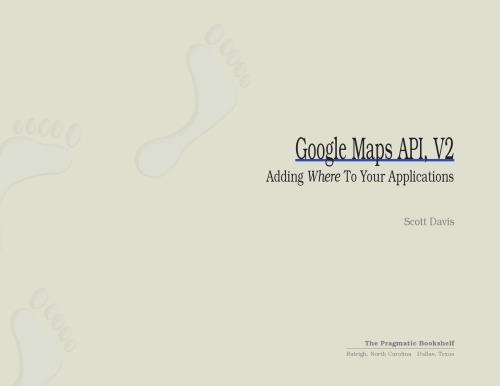 Google Maps API, V2
Adding Where To Your Applications
Scott Davis
The Pragmatic Bookshelf
Raleigh, North Carolina Dallas, Texas